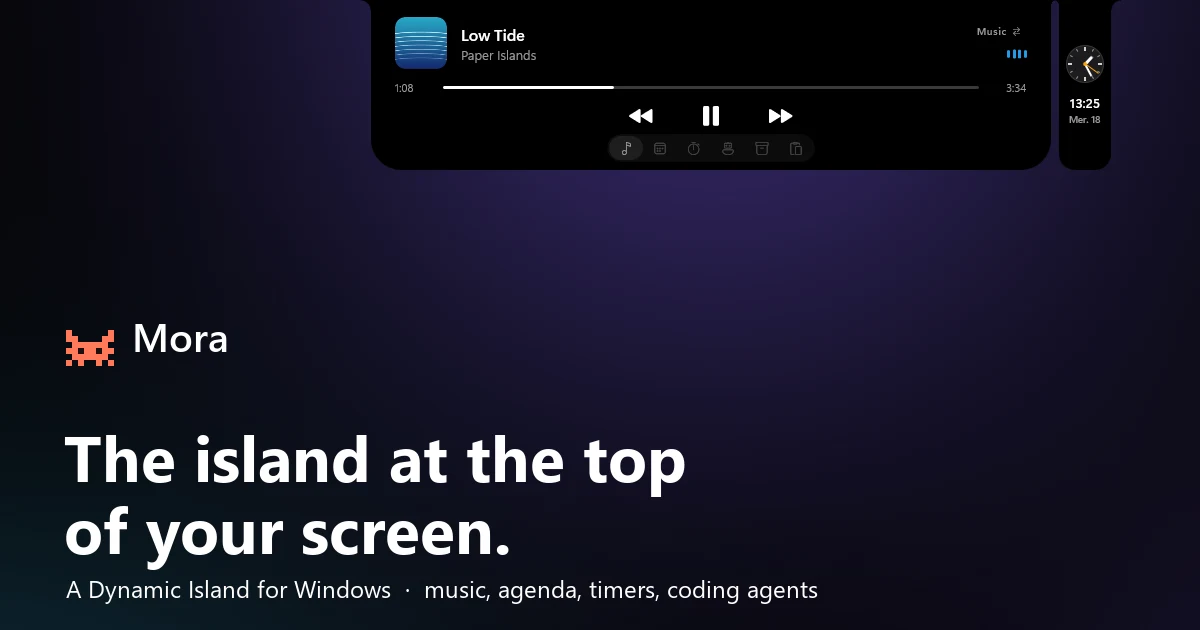 Low Tide
Paper Islands
Music
1:08
3:34
13:25
Mer. 18
Mora
The island at the top
of your screen.
A Dynamic Island for Windows · music, agenda, timers, coding agents